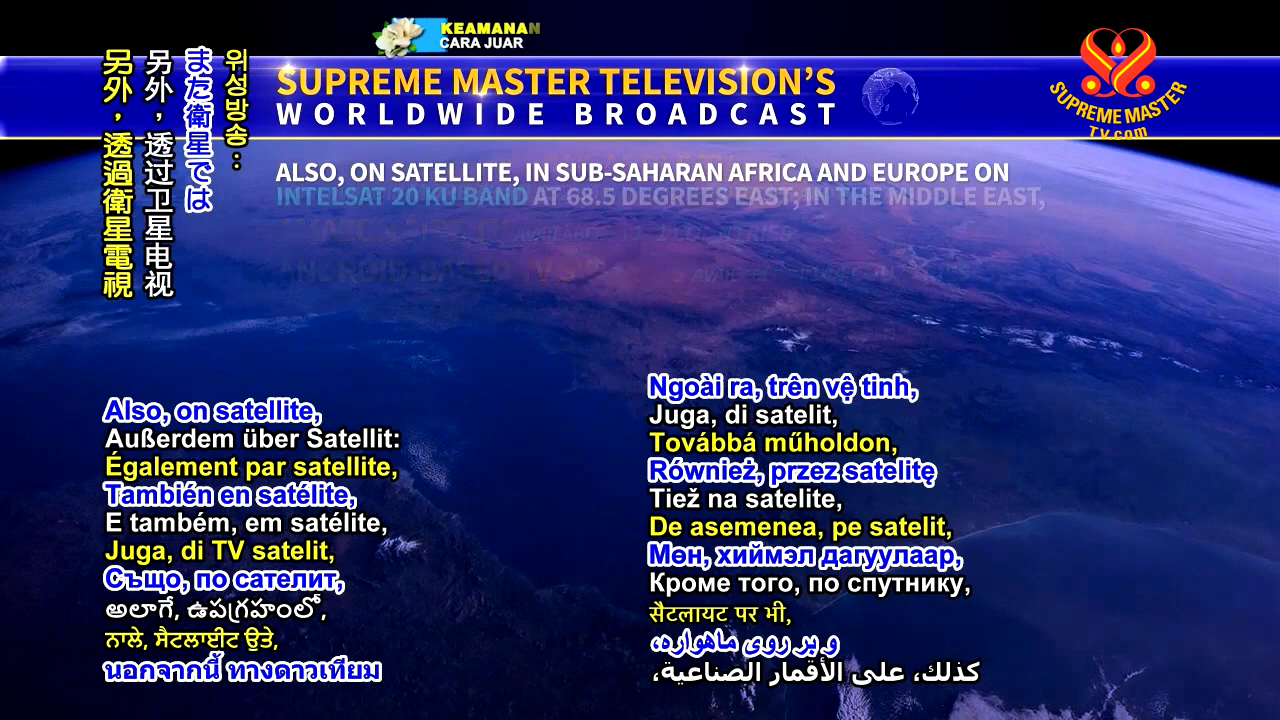 KEAMANAN
CARA JUAR
SUPREME MASTER TELEVISION'S
WORLDWIDE BROADCAST
SUPREME MASTER
TV.com
ALSO, ON SATELLITE, IN SUB-SAHARAN AFRICA AND EUROPE ON
INTELSAT 20 KU BAND AT 68.5 DEGREES EAST; IN THE MIDDLE EAST,
위성방송:
また衛星では
另外，透过卫星电视
另外，透過衛星電視
Also, on satellite,
Außerdem über Satellit:
Également par satellite,
También en satélite,
E também, em satélite,
Juga, di TV satelit,
Също, по сателит,
అలాగే, ఉపగ్రహంలో,
ਨਾਲੇ, ਸੈਟਲਾਈਟ ਉਤੇ,
นอกจากนี้ ทางดาวเทียม
Ngoài ra, trên vệ tinh,
Juga, di satelit,
Továbbá műholdon,
Również, przez satelitę
Tiež na satelite,
De asemenea, pe satelit,
Мөн, хиймэл дагуулаар,
Кроме того, по спутнику,
सैटलायट पर भी,
و بر روی ماهواره،
كذلك، على الأقمار الصناعية،